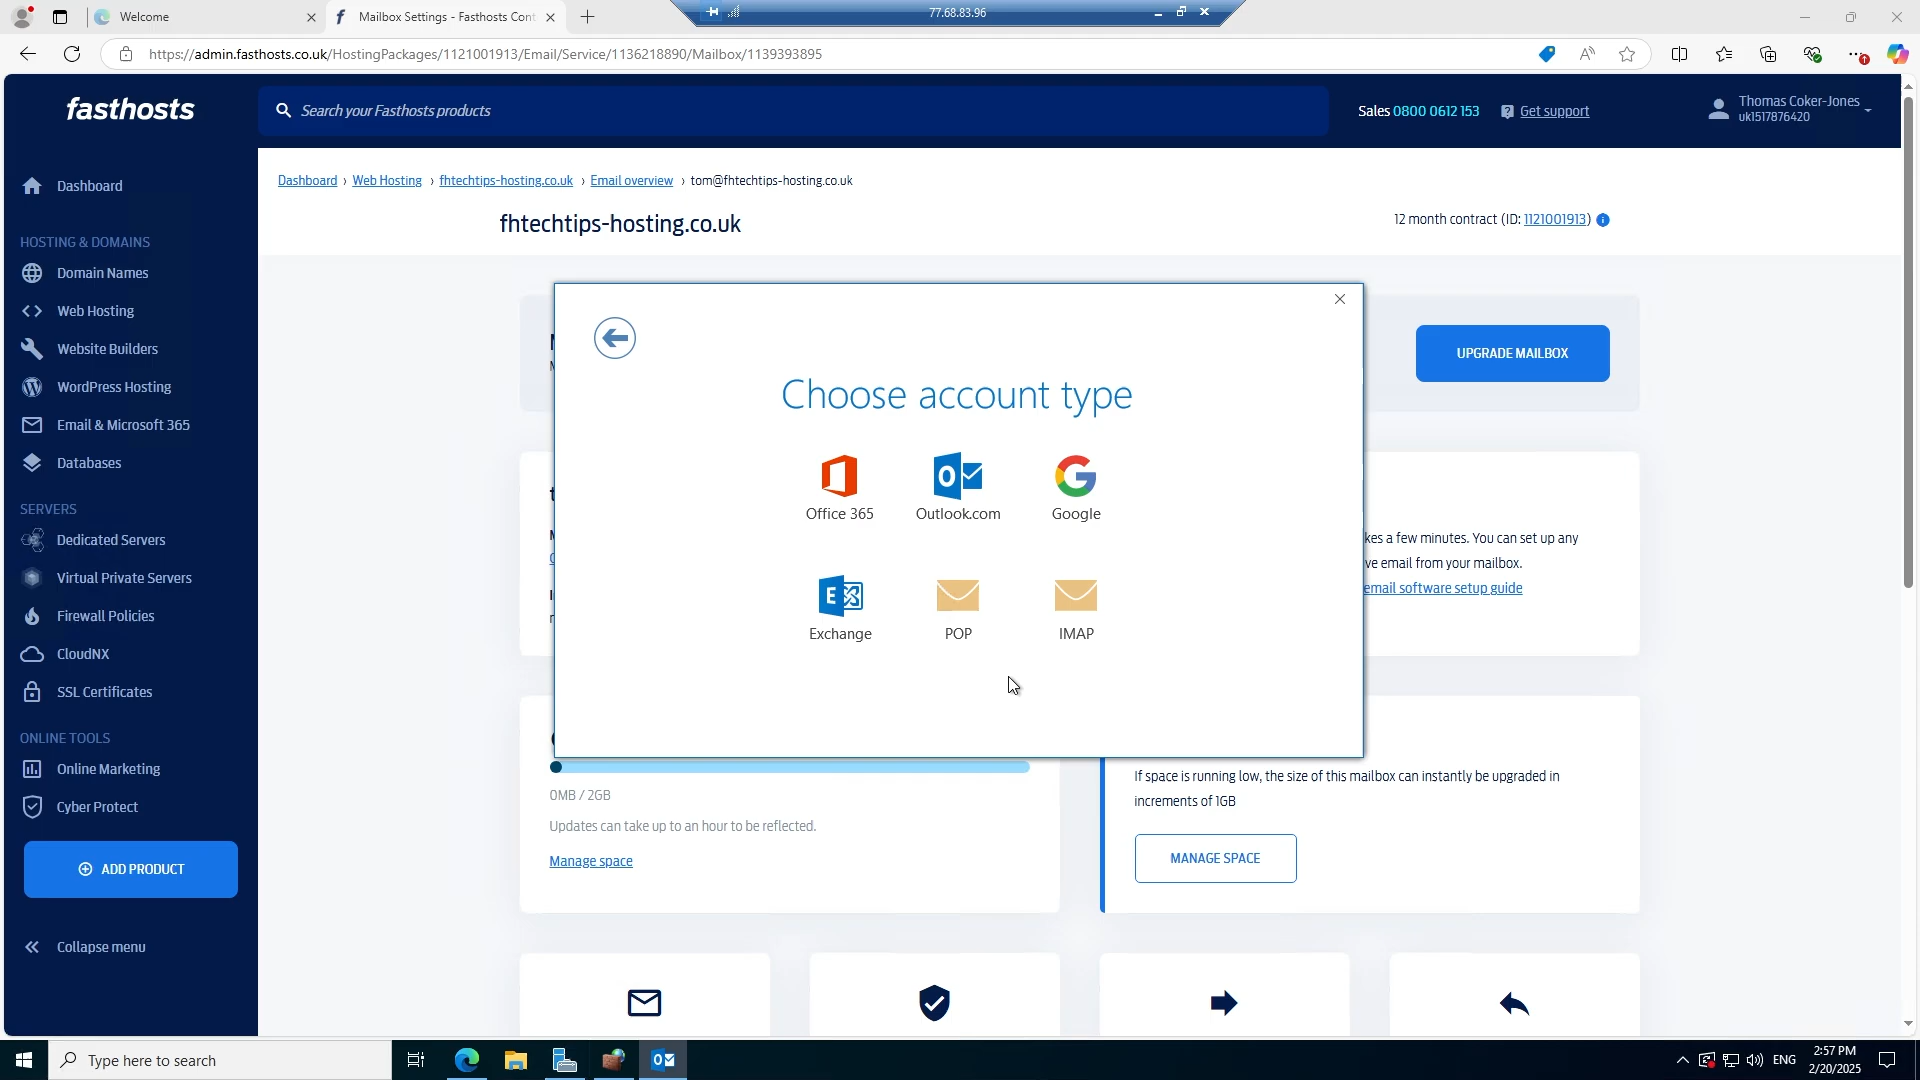 Welcome
Mailbox Settings - Fasthosts Cont
77.68.83.96
https://admin.fasthosts.co.uk/HostingPackages/1121001913/Email/Service/1136218890/Mailbox/1139393895
fasthosts
Search your Fasthosts products
Sales 0800 0612 153
Get support
Thomas Coker-Jones
uk1517876420
Dashboard
HOSTING & DOMAINS
Domain Names
Web Hosting
Website Builders
WordPress Hosting
Email & Microsoft 365
Databases
SERVERS
Dedicated Servers
Virtual Private Servers
Firewall Policies
CloudNX
SSL Certificates
ONLINE TOOLS
Online Marketing
Cyber Protect
ADD PRODUCT
Collapse menu
Dashboard › Web Hosting › fhtechtips-hosting.co.uk › Email overview › tom@fhtechtips-hosting.co.uk
fhtechtips-hosting.co.uk
12 month contract (ID: 1121001913)
UPGRADE MAILBOX
Choose account type
Office 365
Outlook.com
Google
Exchange
POP
IMAP
kes a few minutes. You can set up any
ve email from your mailbox.
email software setup guide
0MB / 2GB
Updates can take up to an hour to be reflected.
Manage space
If space is running low, the size of this mailbox can instantly be upgraded in
increments of 1GB
MANAGE SPACE
Type here to search
ENG
2:57 PM
2/20/2025